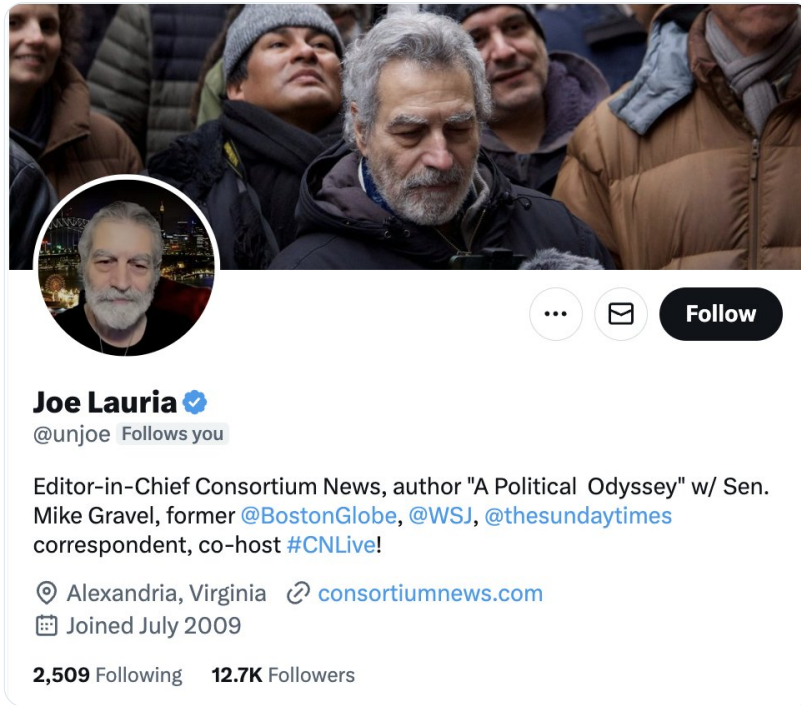 Follow
Joe Lauria
@unjoe Follows you
Editor-in-Chief Consortium News, author "A Political Odyssey" w/ Sen.
Mike Gravel, former @BostonGlobe, @WSJ, @thesundaytimes
correspondent, co-host #CNLive!
Alexandria, Virginia consortiumnews.com
Joined July 2009
2,509 Following 12.7K Followers